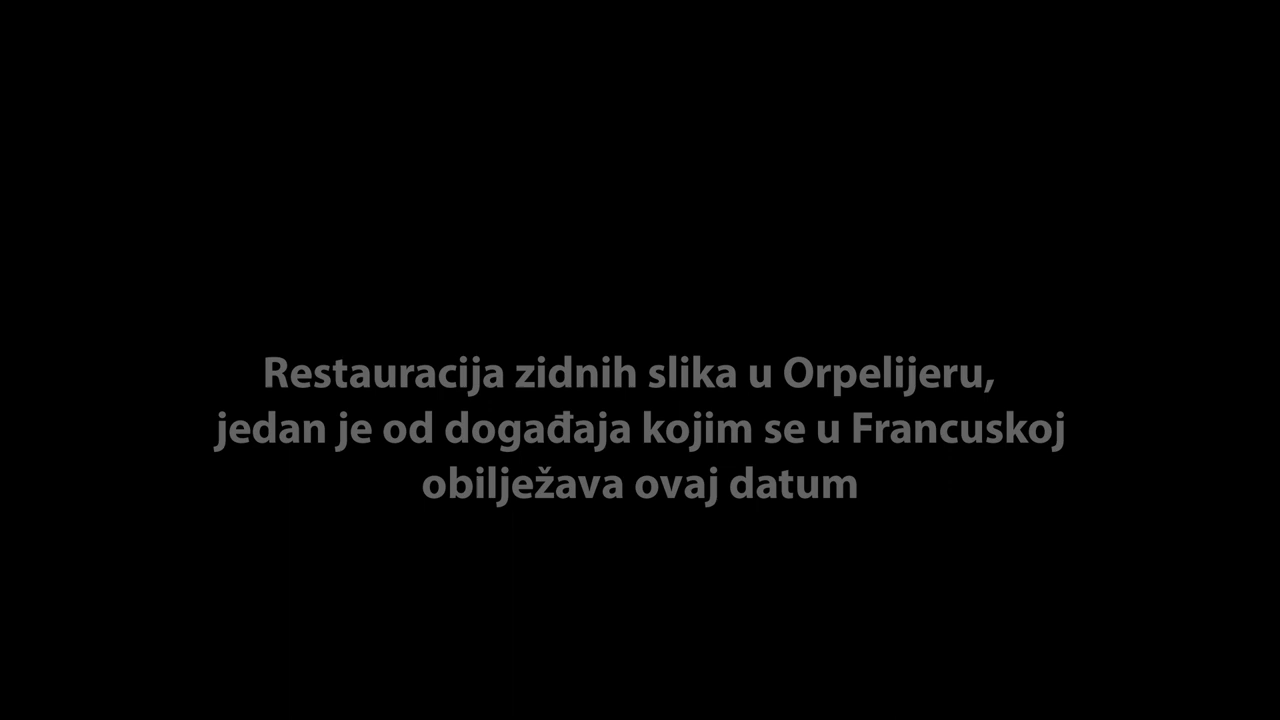 Restauracija zidnih slika u Orpelijeru,
jedan je od događaja kojim se u Francuskoj
obilježava ovaj datum